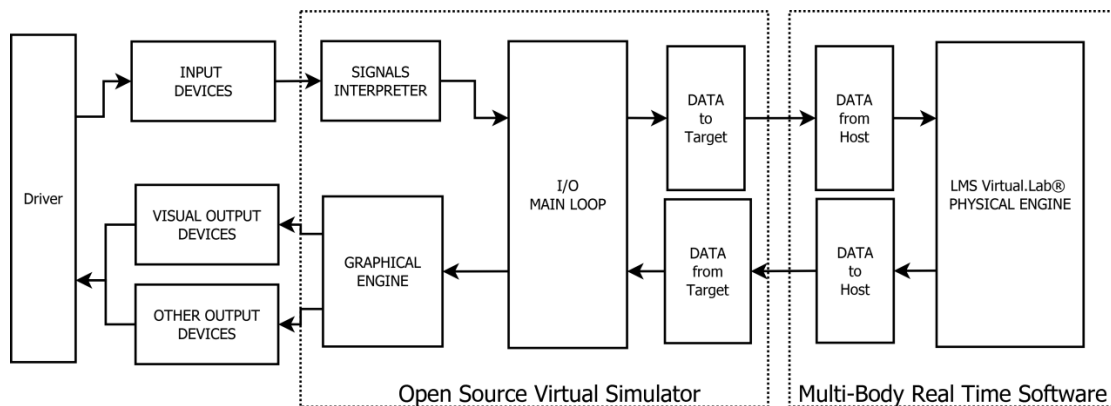 Driver
INPUT
DEVICES
SIGNALS
INTERPRETER
VISUAL OUTPUT
DEVICES
OTHER OUTPUT
DEVICES
GRAPHICAL
ENGINE
I/O
MAIN LOOP
DATA
to
Target
DATA
from
Target
DATA
from
Host
DATA
to
Host
LMS Virtual.Lab®
PHYSICAL ENGINE
Open Source Virtual Simulator
Multi-Body Real Time Software